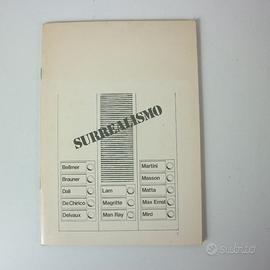 SURREALISMO
Bellmer
Brauner
Dalì
De Chirico
Delvaux
Lam
Magritte
Man Ray
Martini
Masson
Matta
Max Ernst
Mirò
subito